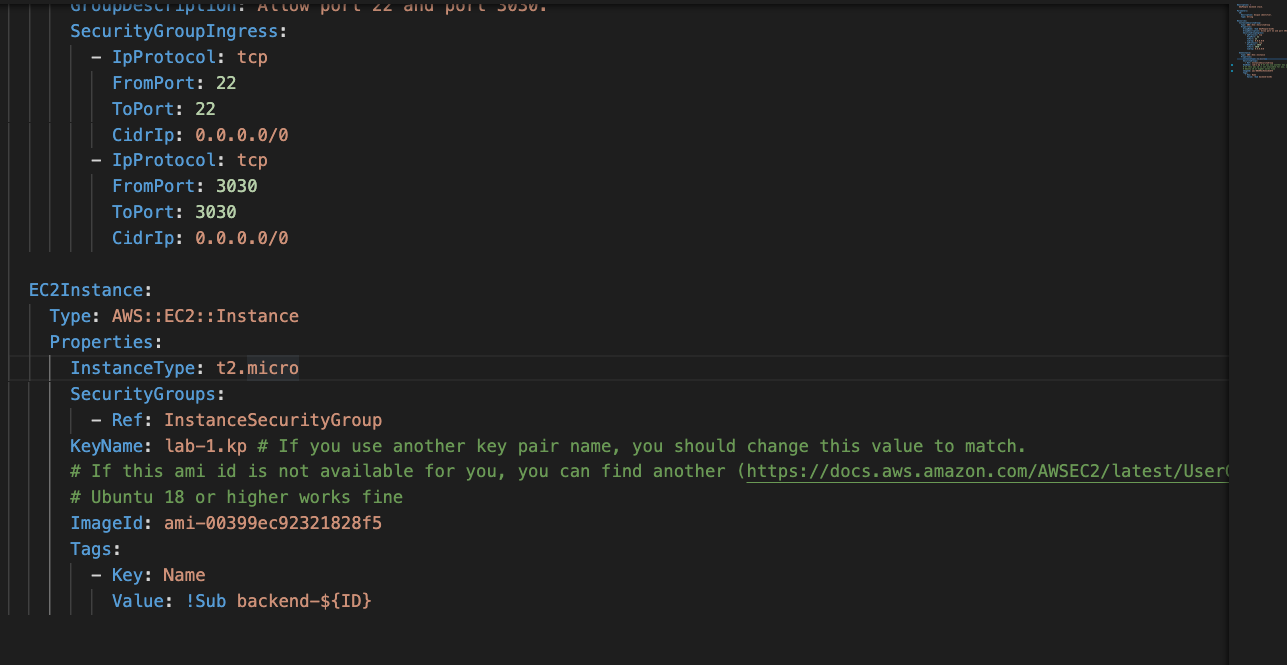 GroupDescription: Allow port 22 and port 3030.
SecurityGroupIngress:
- IpProtocol: tcp
FromPort: 22
ToPort: 22
CidrIp: 0.0.0.0/0
- IpProtocol: tcp
FromPort: 3030
ToPort: 3030
CidrIp: 0.0.0.0/0
EC2Instance:
Type: AWS::EC2::Instance
Properties:
InstanceType: t2.micro
SecurityGroups:
- Ref: InstanceSecurityGroup
KeyName: lab-1.kp # If you use another key pair name, you should change this value to match.
# If this ami id is not available for you, you can find another (https://docs.aws.amazon.com/AWSEC2/latest/User
# Ubuntu 18 or higher works fine
ImageId: ami-00399ec92321828f5
Tags:
- Key: Name
Value: !Sub backend-${ID}